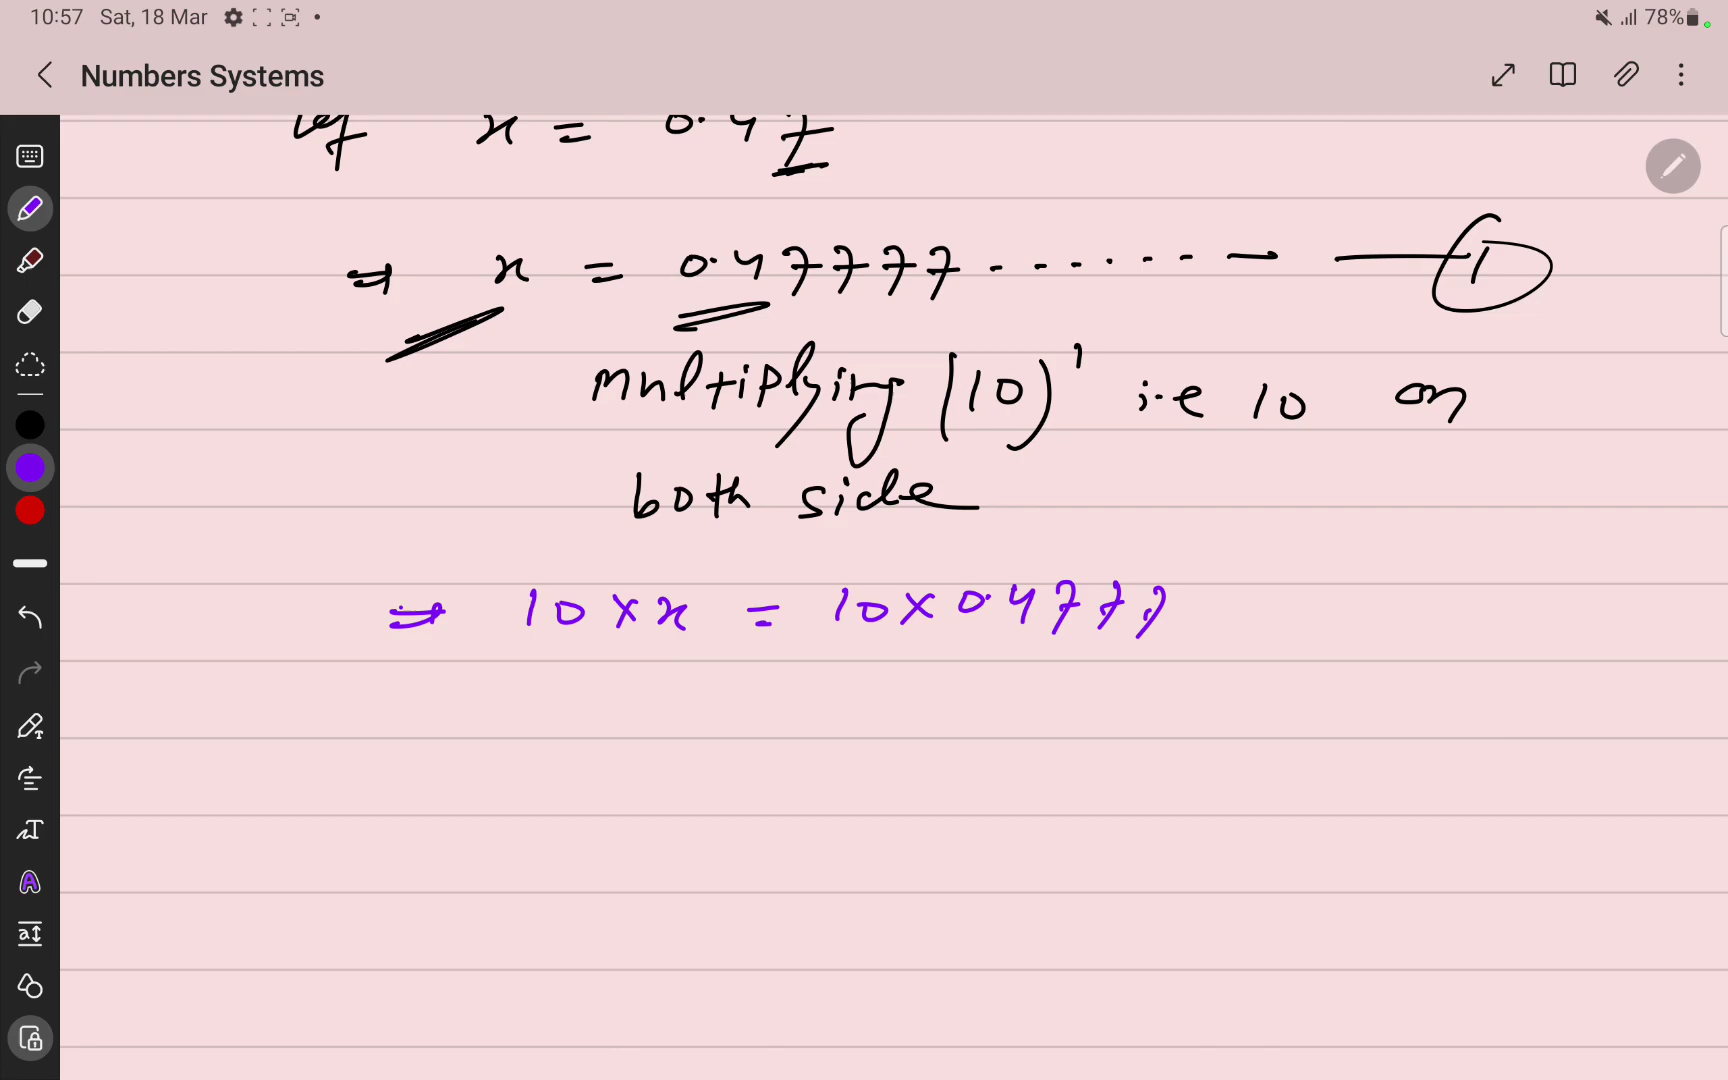 10:57 Sat, 18 Mar
78%
Numbers Systems
let x = 0.47
⇒ x = 0.47777 ........ — 1
multiplying (10)¹ i.e 10 on
both side
⇒ 10 × x = 10 × 0.4777